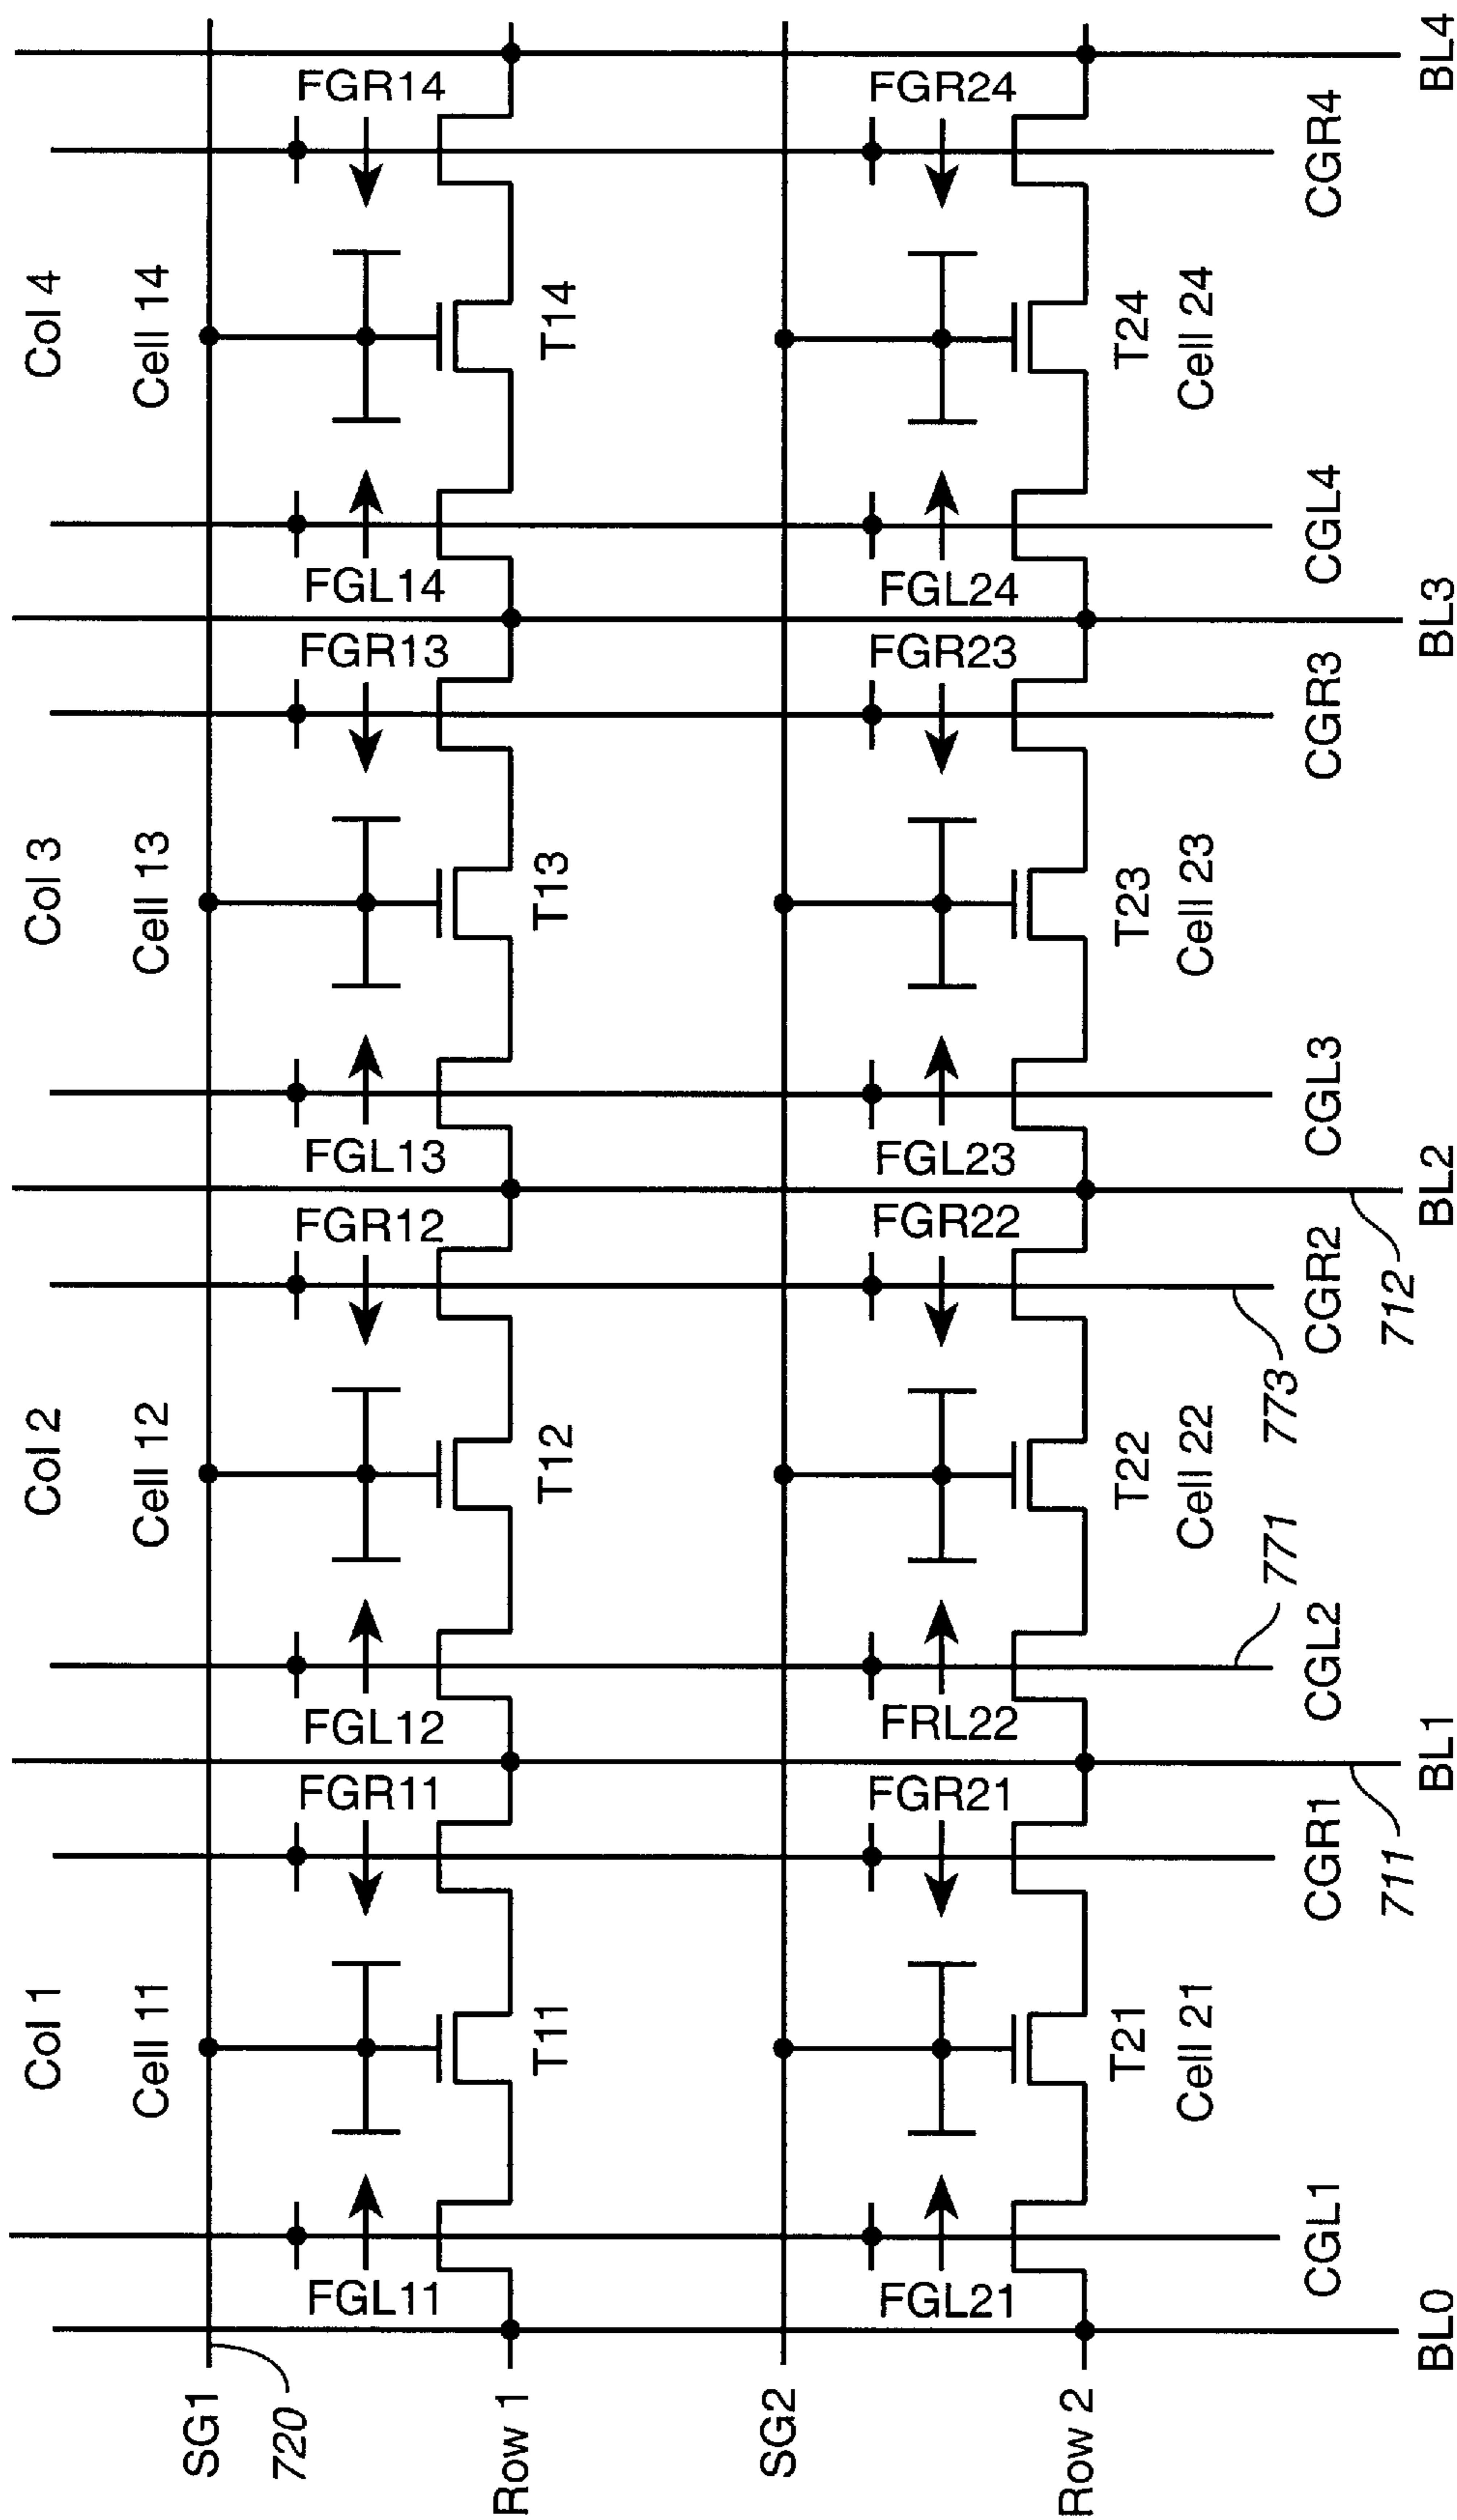 Col 1 Col 2 Col 3 Col 4
Cell 11 Cell 12 Cell 13 Cell 14
SG1
720
FGL11 FGR11 FGL12 FGR12 FGL13 FGR13 FGL14 FGR14
Row 1
T11 T12 T13 T14
SG2
FGL21 FGR21 FRL22 FGR22 FGL23 FGR23 FGL24 FGR24
Row 2
T21 T22 T23 T24
Cell 21 Cell 22 Cell 23 Cell 24
771 773
CGL1 CGR1 CGL2 CGR2 CGL3 CGR3 CGL4 CGR4
711 712
BL0 BL1 BL2 BL3 BL4